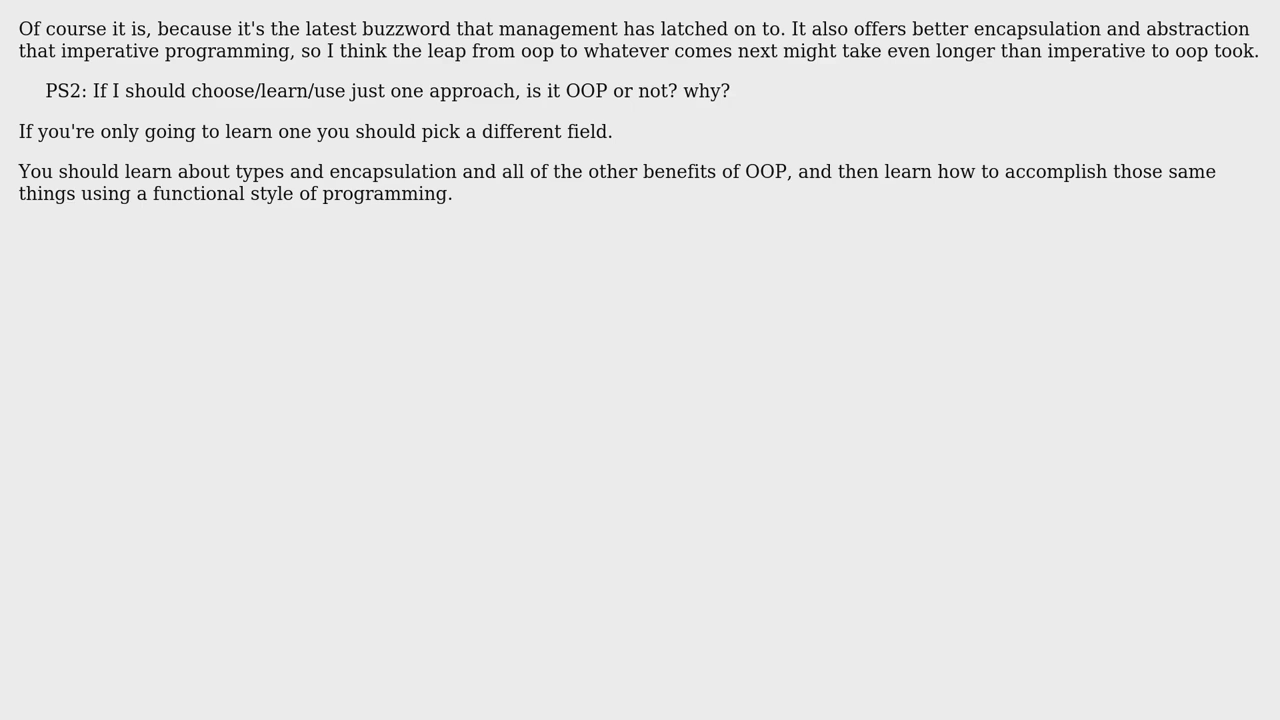 Of course it is, because it's the latest buzzword that management has latched on to. It also offers better encapsulation and abstraction
that imperative programming, so I think the leap from oop to whatever comes next might take even longer than imperative to oop took.
PS2: If I should choose/learn/use just one approach, is it OOP or not? why?
If you're only going to learn one you should pick a different field.
You should learn about types and encapsulation and all of the other benefits of OOP, and then learn how to accomplish those same
things using a functional style of programming.